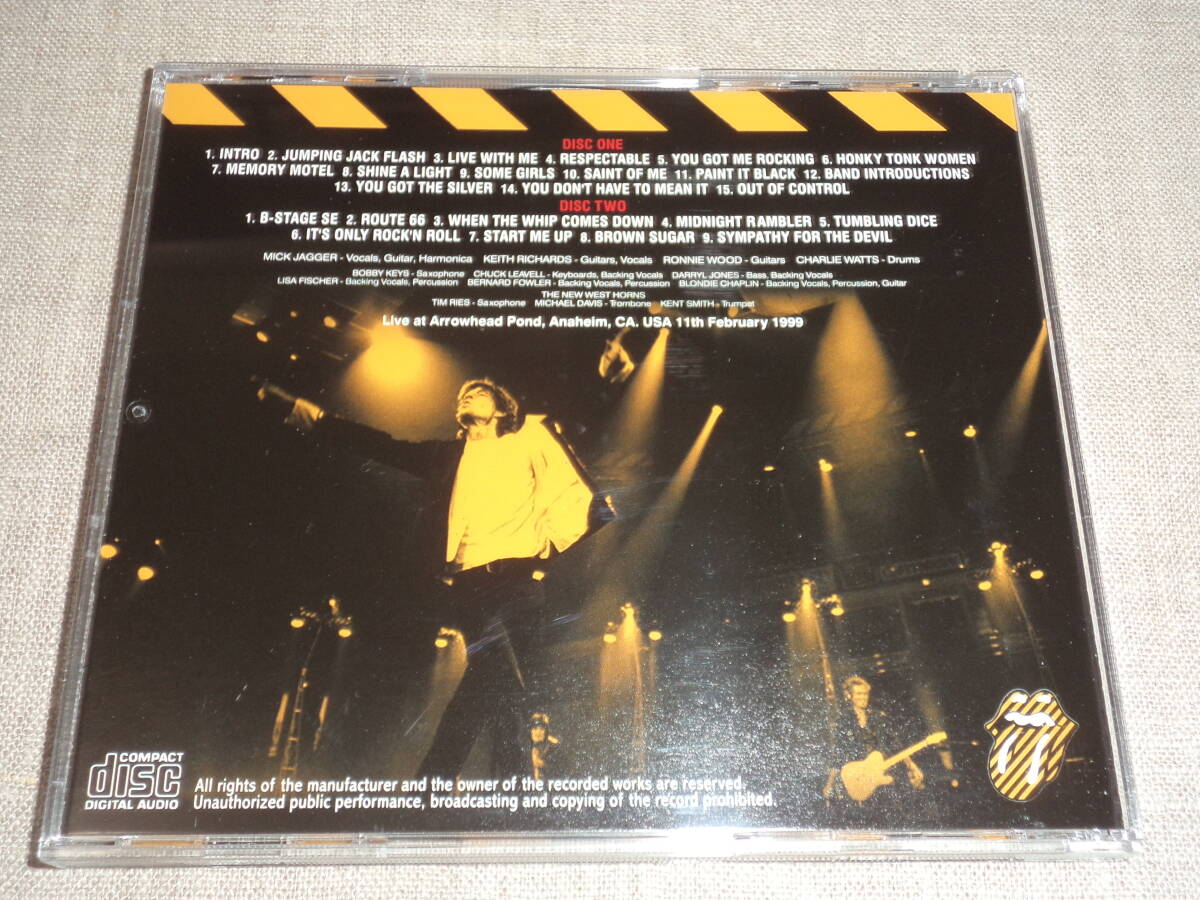 DISC ONE
1. INTRO 2. JUMPING JACK FLASH 3. LIVE WITH ME 4. RESPECTABLE 5. YOU GOT ME ROCKING 6. HONKY TONK WOMEN
7. MEMORY MOTEL 8. SHINE A LIGHT 9. SOME GIRLS 10. SAINT OF ME 11. PAINT IT BLACK 12. BAND INTRODUCTIONS
13. YOU GOT THE SILVER 14. YOU DON'T HAVE TO MEAN IT 15. OUT OF CONTROL
DISC TWO
1. B-STAGE SE 2. ROUTE 66 3. WHEN THE WHIP COMES DOWN 4. MIDNIGHT RAMBLER 5. TUMBLING DICE
6. IT'S ONLY ROCK'N ROLL 7. START ME UP 8. BROWN SUGAR 9. SYMPATHY FOR THE DEVIL
MICK JAGGER - Vocals, Guitar, Harmonica KEITH RICHARDS - Guitars, Vocals RONNIE WOOD - Guitars CHARLIE WATTS - Drums
BOBBY KEYS - Saxophone CHUCK LEAVELL - Keyboards, Backing Vocals DARRYL JONES - Bass, Backing Vocals
LISA FISCHER - Backing Vocals, Percussion BERNARD FOWLER - Backing Vocals, Percussion BLONDIE CHAPLIN - Backing Vocals, Percussion, Guitar
THE NEW WEST HORNS
TIM RIES - Saxophone MICHAEL DAVIS - Trombone KENT SMITH - Trumpet
Live at Arrowhead Pond, Anaheim, CA. USA 11th February 1999
COMPACT
disc
DIGITAL AUDIO
All rights of the manufacturer and the owner of the recorded works are reserved.
Unauthorized public performance, broadcasting and copying of the record prohibited.